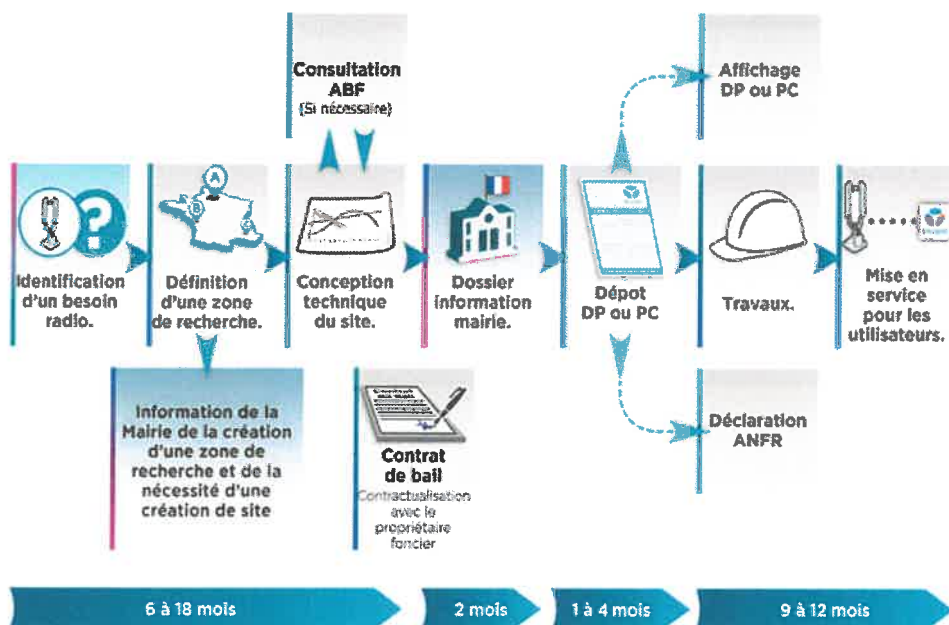 Consultation
ABF
(Si nécessaire)
Affichage
DP ou PC
A
Identification
d'un besoin
radio.
Définition
d'une zone
de recherche.
Conception
technique
du site.
Dossier
information
mairie.
Dépot
DP ou PC
Travaux.
Mise en
service
pour les
utilisateurs.
Information de la
Mairie de la création
d'une zone de
recherche et de la
nécessité d'une
création de site
Contrat
de bail
Contractualisation
avec le
propriétaire
foncier
Déclaration
ANFR
6 à 18 mois
2 mois
1 à 4 mois
9 à 12 mois